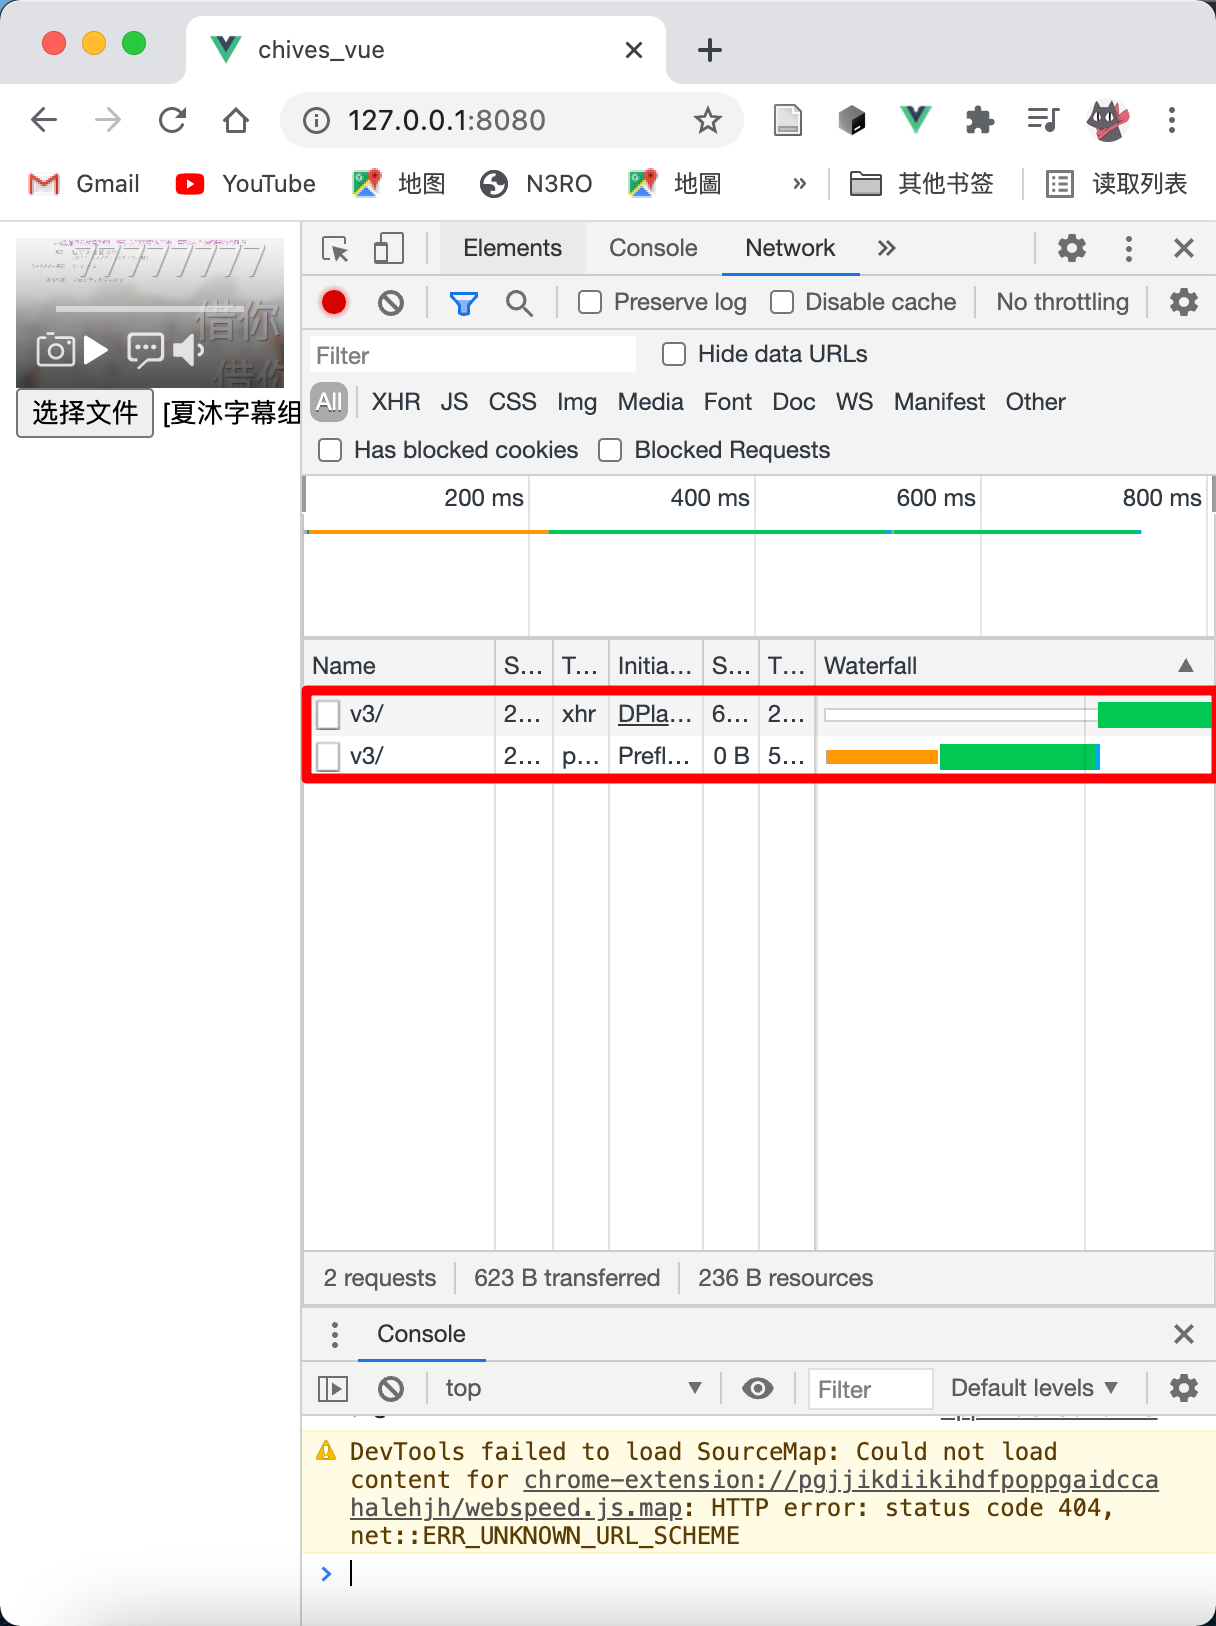 chives_vue
127.0.0.1:8080
Gmail YouTube 地图 N3RO 地圖 » 其他书签 读取列表
77777777
借你
借你
选择文件 [夏沐字幕组
Elements Console Network »
Preserve log Disable cache No throttling
Filter Hide data URLs
All XHR JS CSS Img Media Font Doc WS Manifest Other
Has blocked cookies Blocked Requests
200 ms 400 ms 600 ms 800 ms
Name S... T... Initia... S... T... Waterfall
v3/ 2... xhr DPla... 6... 2...
v3/ 2... p... Prefl... 0 B 5...
2 requests 623 B transferred 236 B resources
Console
top Filter Default levels
DevTools failed to load SourceMap: Could not load
content for chrome-extension://pgjjikdiikihdfpoppgaidcca
halehjh/webspeed.js.map: HTTP error: status code 404,
net::ERR_UNKNOWN_URL_SCHEME